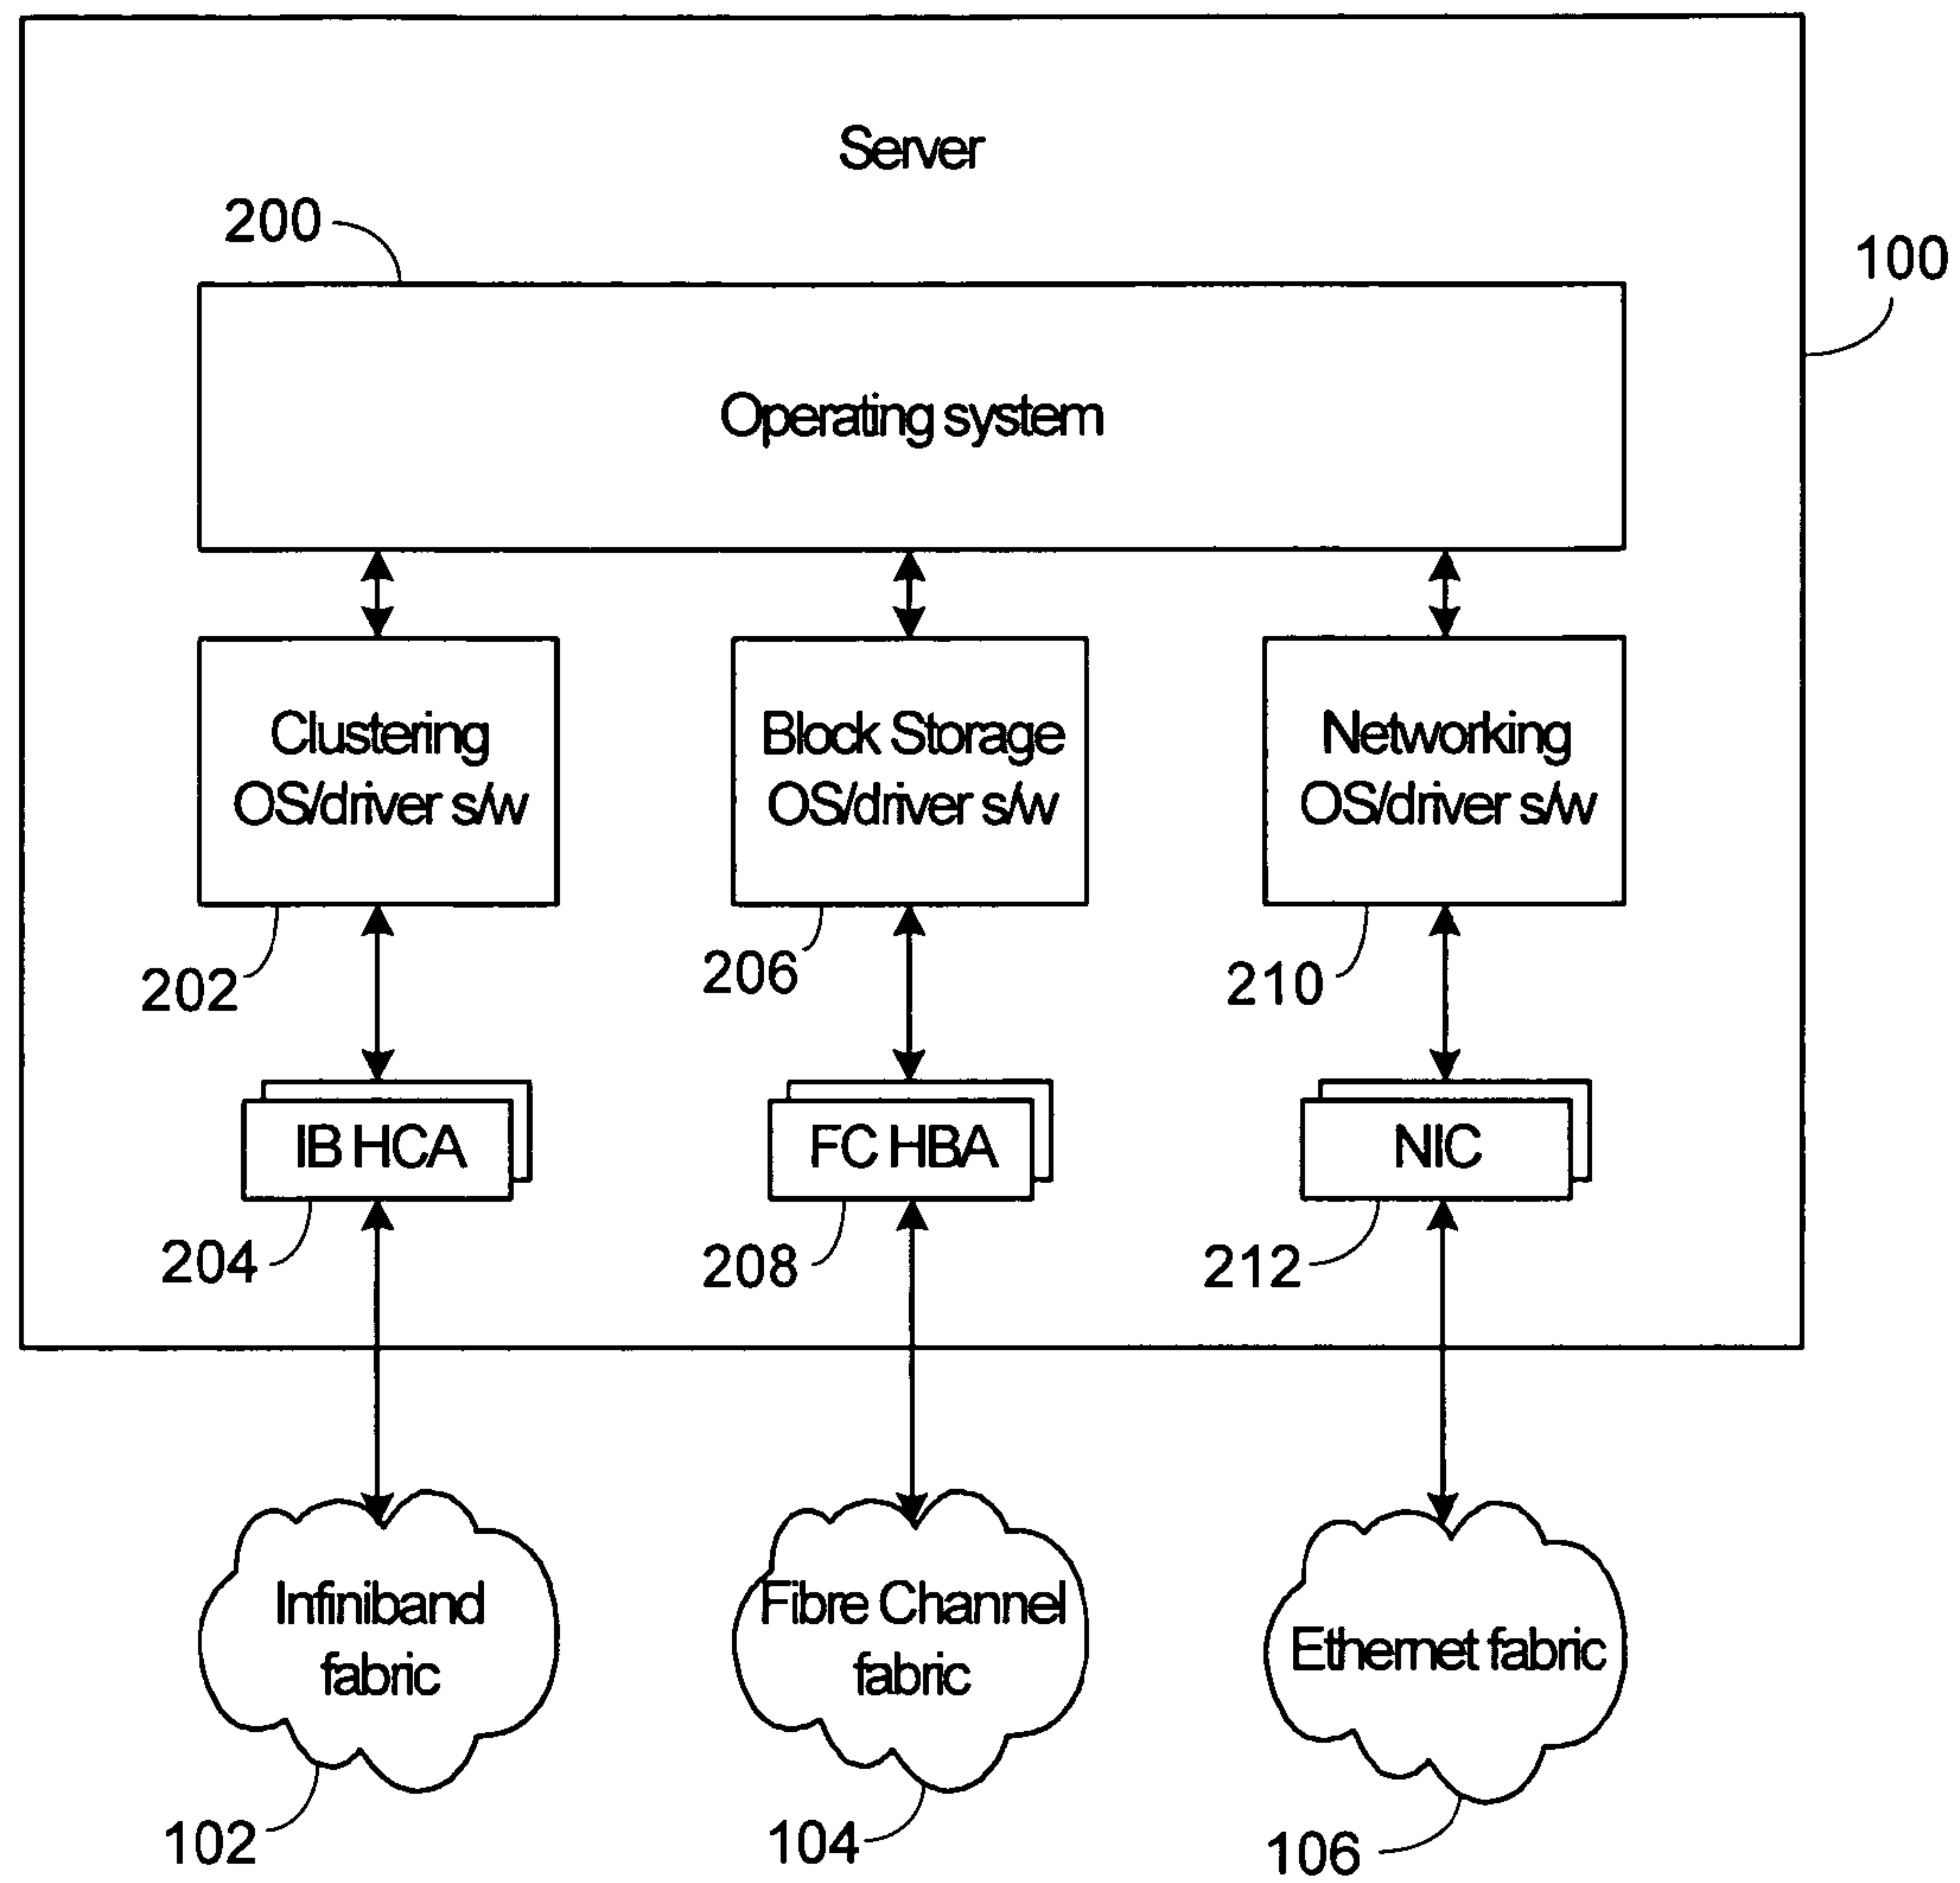 Server
200
100
Operating system
Clustering
OS/driver s/w
Block Storage
OS/driver s/w
Networking
OS/driver s/w
202
206
210
IB HCA
FC HBA
NIC
204
208
212
Infiniband
fabric
Fibre Channel
fabric
Ethernet fabric
102
104
106